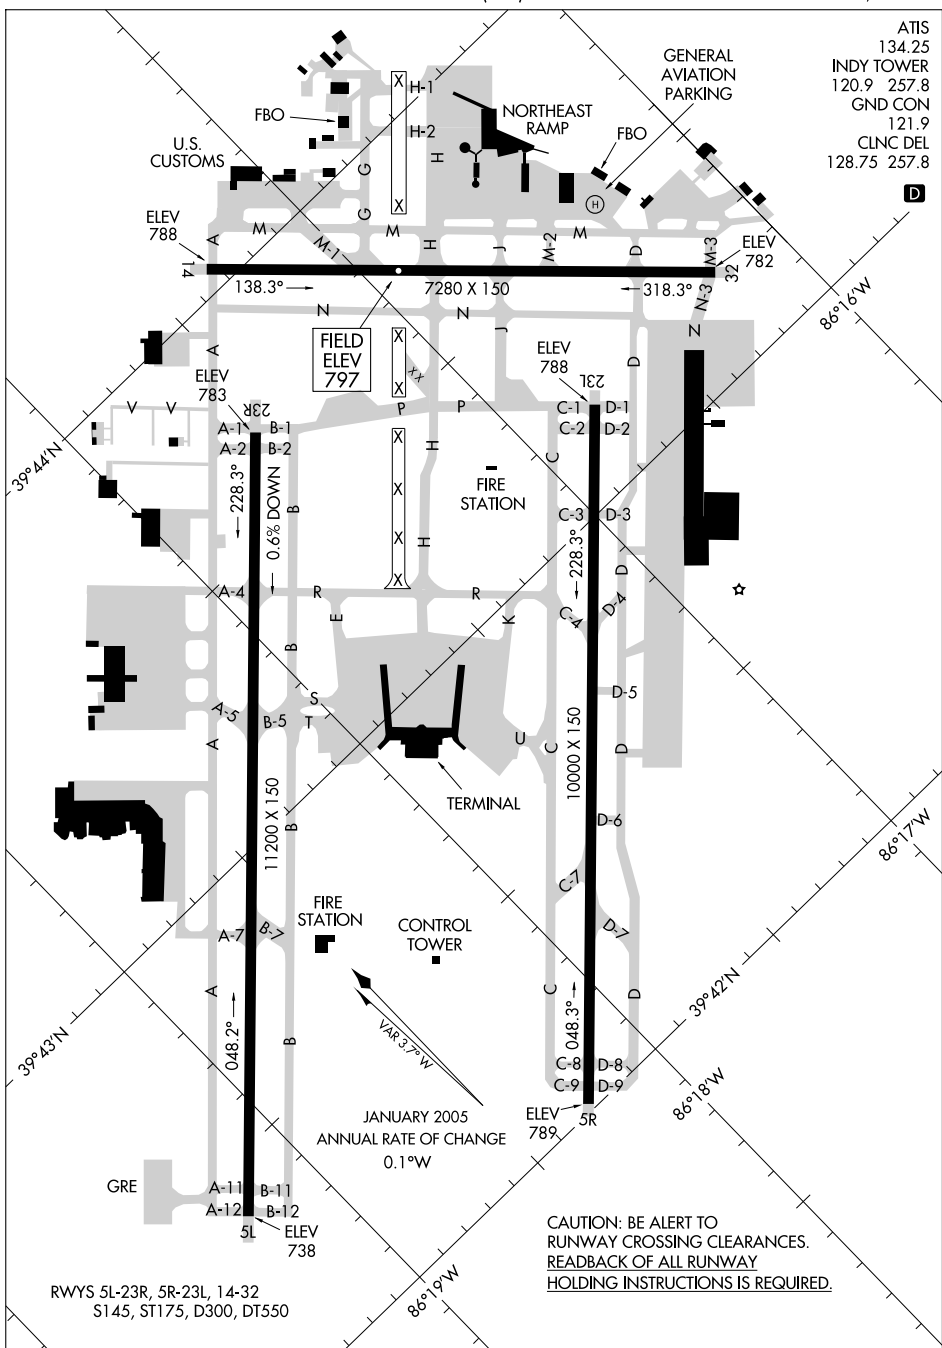 ATIS
134.25
INDY TOWER
120.9 257.8
GND CON
121.9
CLNC DEL
128.75 257.8
D
GENERAL
AVIATION
PARKING
NORTHEAST
RAMP
FBO
FBO
U.S.
CUSTOMS
X
H-1
H-2
H
G
G
X
H
ELEV
788
A
M
M-1
M
H
J
M-2
M
D
M-3
ELEV
782
14
32
138.3°
7280 X 150
318.3°
N-3
86°16'W
N
N
J
N
FIELD
ELEV
797
X
X
XX
A
D
ELEV
788
23L
ELEV
783
23R
V V
P P
C-1 D-1
C-2 D-2
A-1 B-1
A-2 B-2
X
H
C
39°44'N
228.3°
0.6% DOWN
FIRE
STATION
X
B
C-3 D-3
X
H
228.3°
D
X
A-4
R
R
E
K
C-4
D-4
B
S
D-5
A-5
B-5
T
A
U
C
D
10000 X 150
TERMINAL
11200 X 150
B
D-6
86°17'W
C-7
FIRE
STATION
CONTROL
TOWER
A-7
B-7
D-7
A
C
D
39°42'N
048.2°
048.3°
VAR 3.7° W
39°43'N
B
C-8 D-8
C-9 D-9
86°18'W
JANUARY 2005
ANNUAL RATE OF CHANGE
0.1°W
ELEV
789
5R
GRE
A-11 B-11
A-12 B-12
5L
ELEV
738
CAUTION: BE ALERT TO
RUNWAY CROSSING CLEARANCES.
READBACK OF ALL RUNWAY
HOLDING INSTRUCTIONS IS REQUIRED.
86°19'W
RWYS 5L-23R, 5R-23L, 14-32
S145, ST175, D300, DT550